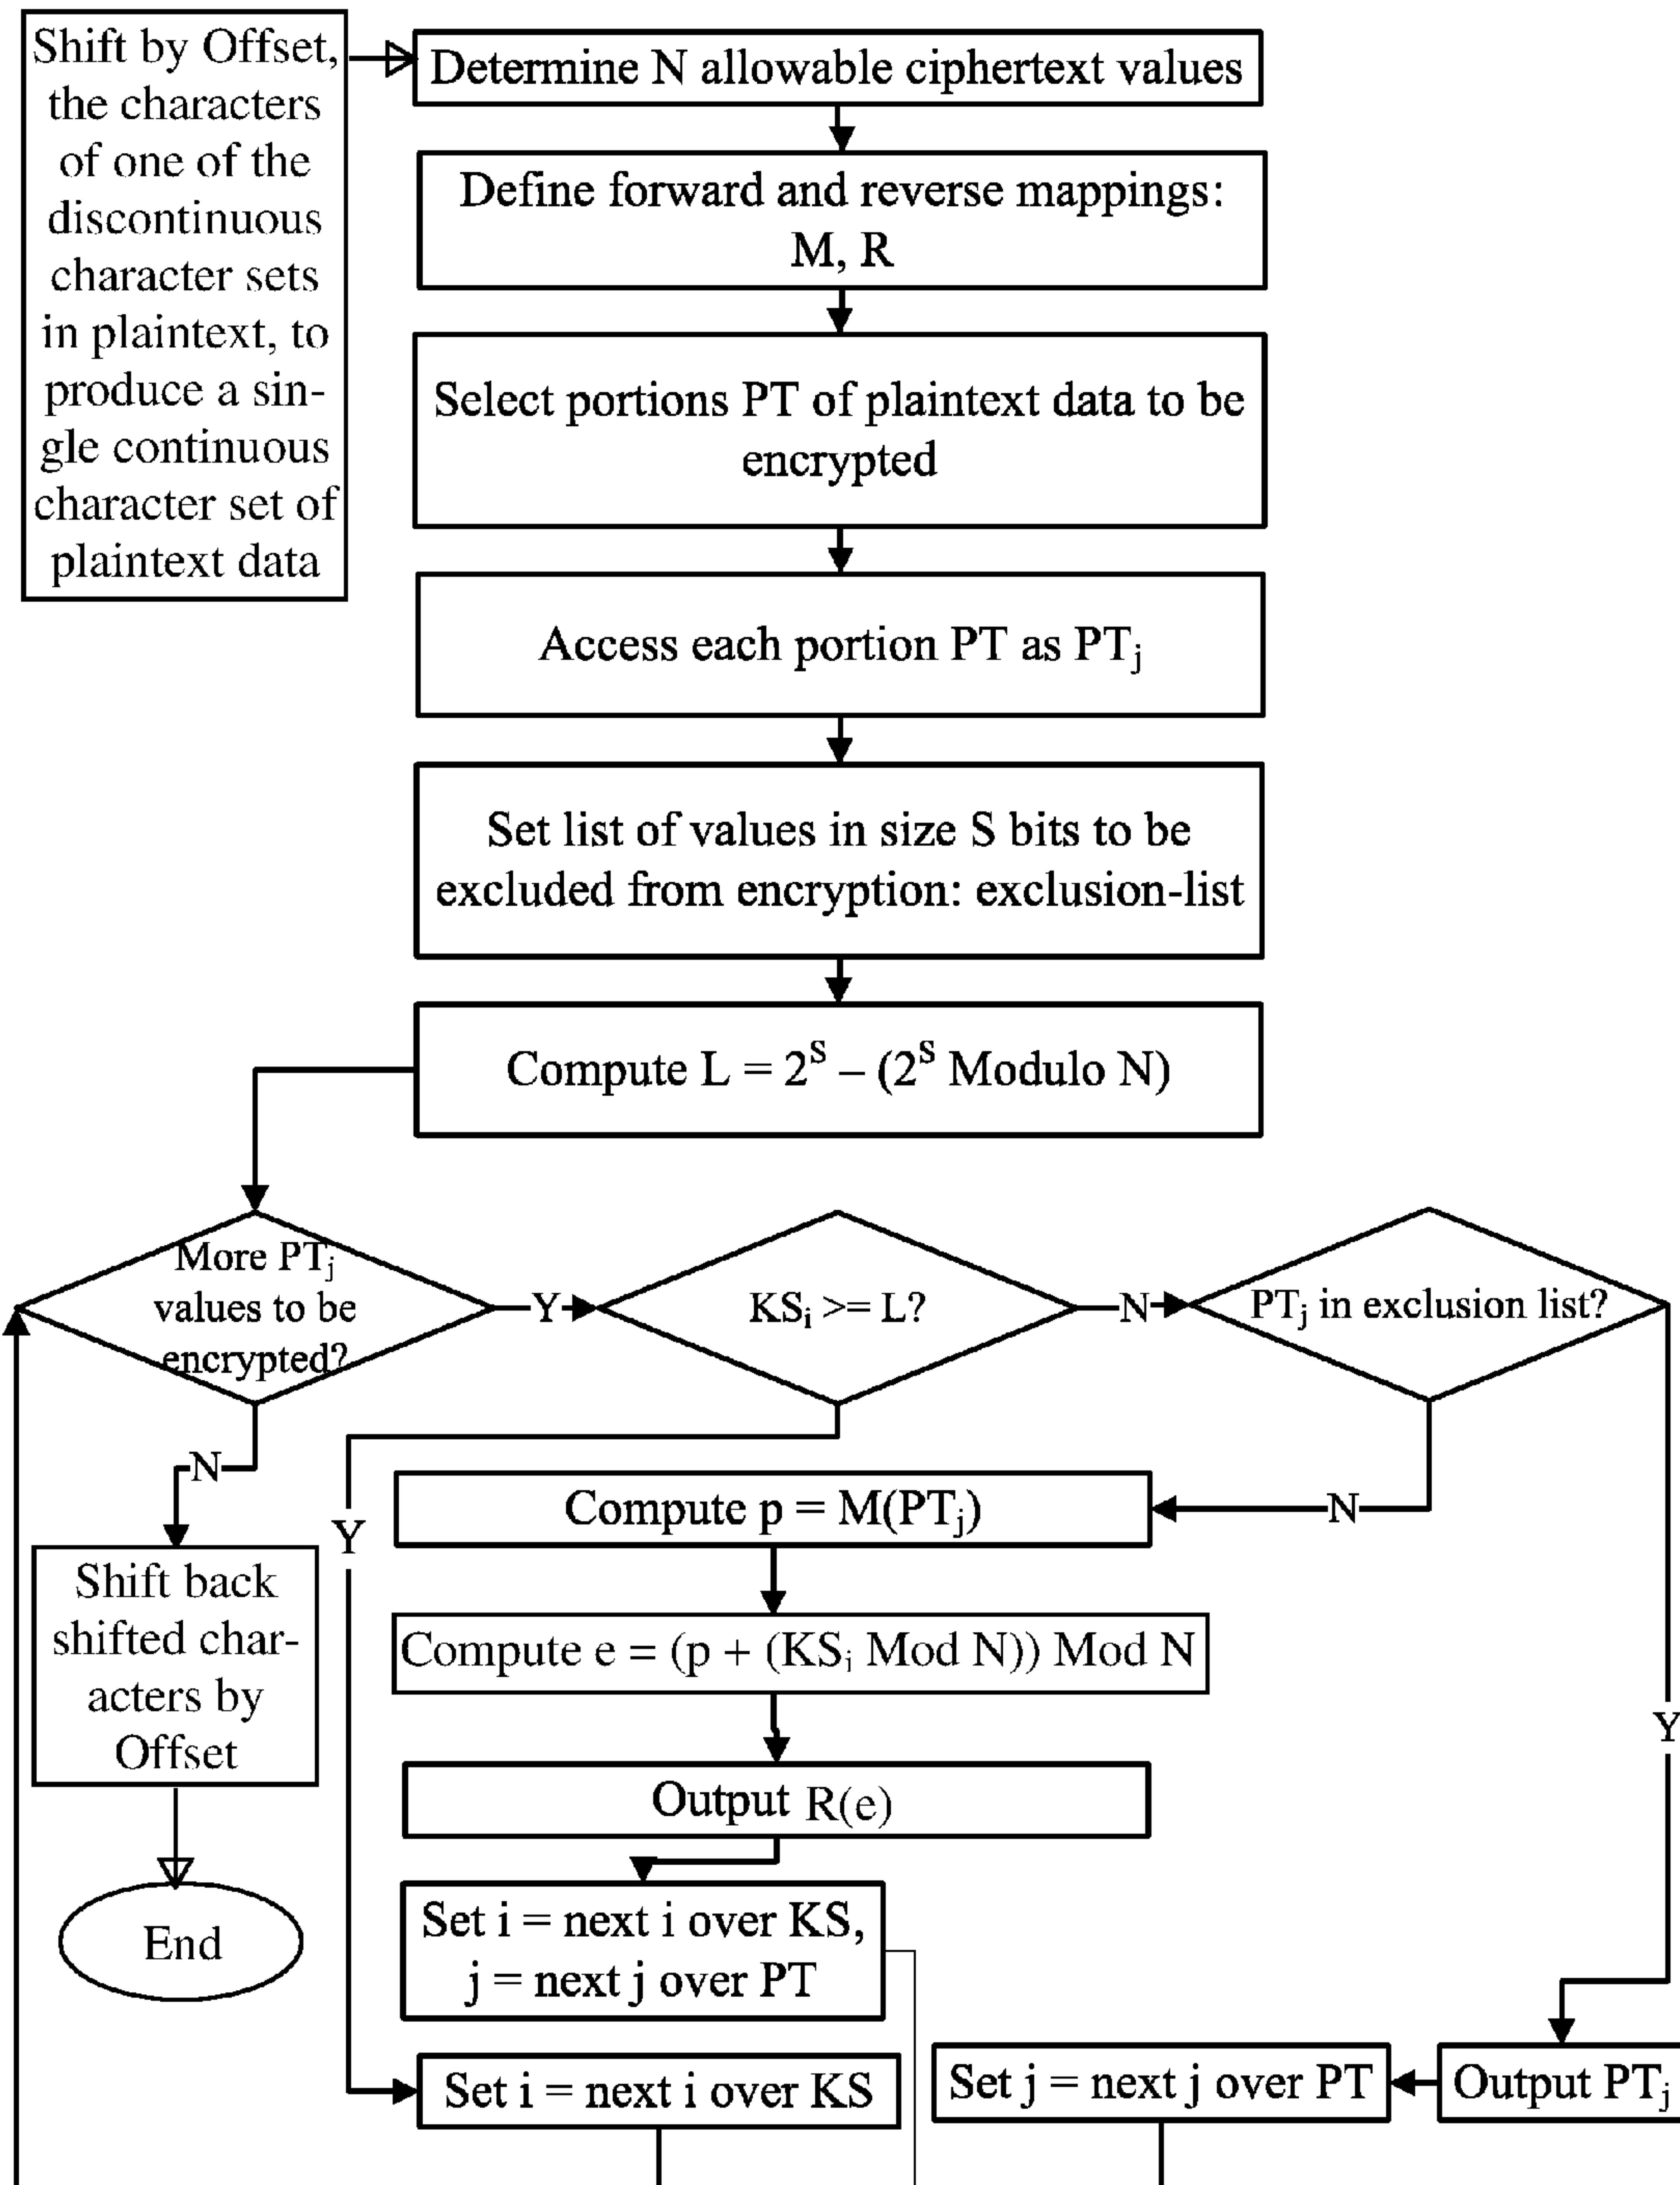 Shift by Offset,
the characters
of one of the
discontinuous
character sets
in plaintext, to
produce a sin-
gle continuous
character set of
plaintext data
Determine N allowable ciphertext values
Define forward and reverse mappings:
M, R
Select portions PT of plaintext data to be
encrypted
Access each portion PT as PTj
Set list of values in size S bits to be
excluded from encryption: exclusion-list
Compute L = 2^S – (2^S Modulo N)
More PTj
values to be
encrypted?
Y
KSi >= L?
N
PTj in exclusion list?
N
Y
N
Y
Shift back
shifted char-
acters by
Offset
End
Compute p = M(PTj)
Compute e = (p + (KSi Mod N)) Mod N
Output R(e)
Set i = next i over KS,
j = next j over PT
Set i = next i over KS
Set j = next j over PT
Output PTj